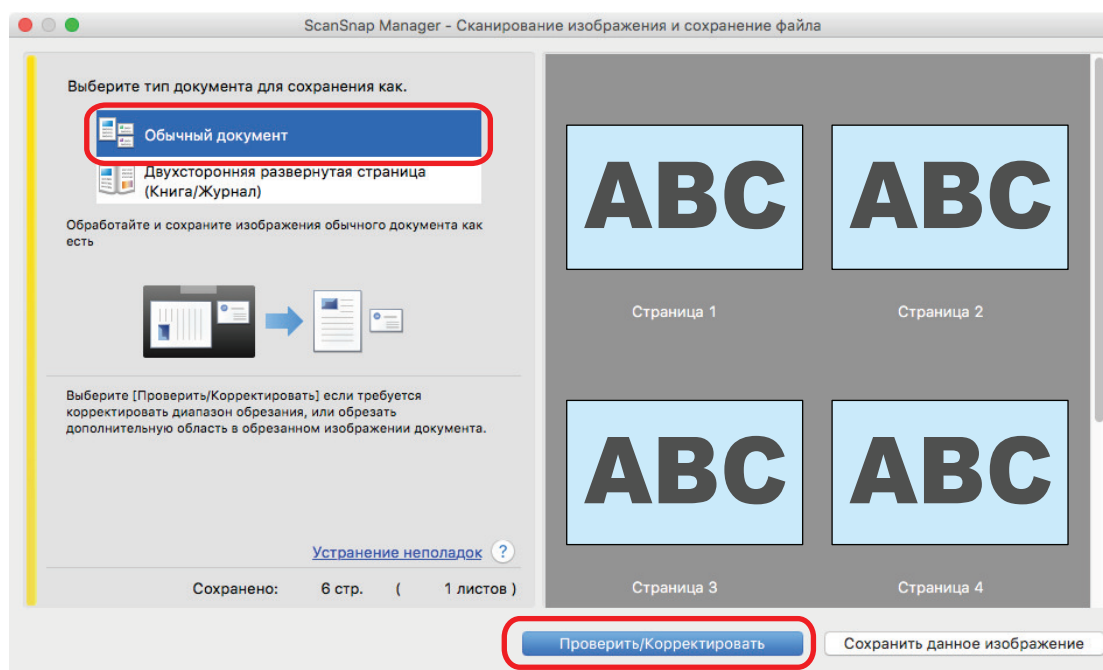 ScanSnap Manager - Сканирование изображения и сохранение файла
Выберите тип документа для сохранения как.
Обычный документ
Двухсторонняя развернутая страница
(Книга/Журнал)
Обработайте и сохраните изображения обычного документа как
есть
Выберите [Проверить/Корректировать] если требуется
корректировать диапазон обрезания, или обрезать
дополнительную область в обрезанном изображении документа.
Устранение неполадок ?
Сохранено: 6 стр. ( 1 листов )
ABC ABC
Страница 1 Страница 2
ABC ABC
Страница 3 Страница 4
Проверить/Корректировать Сохранить данное изображение